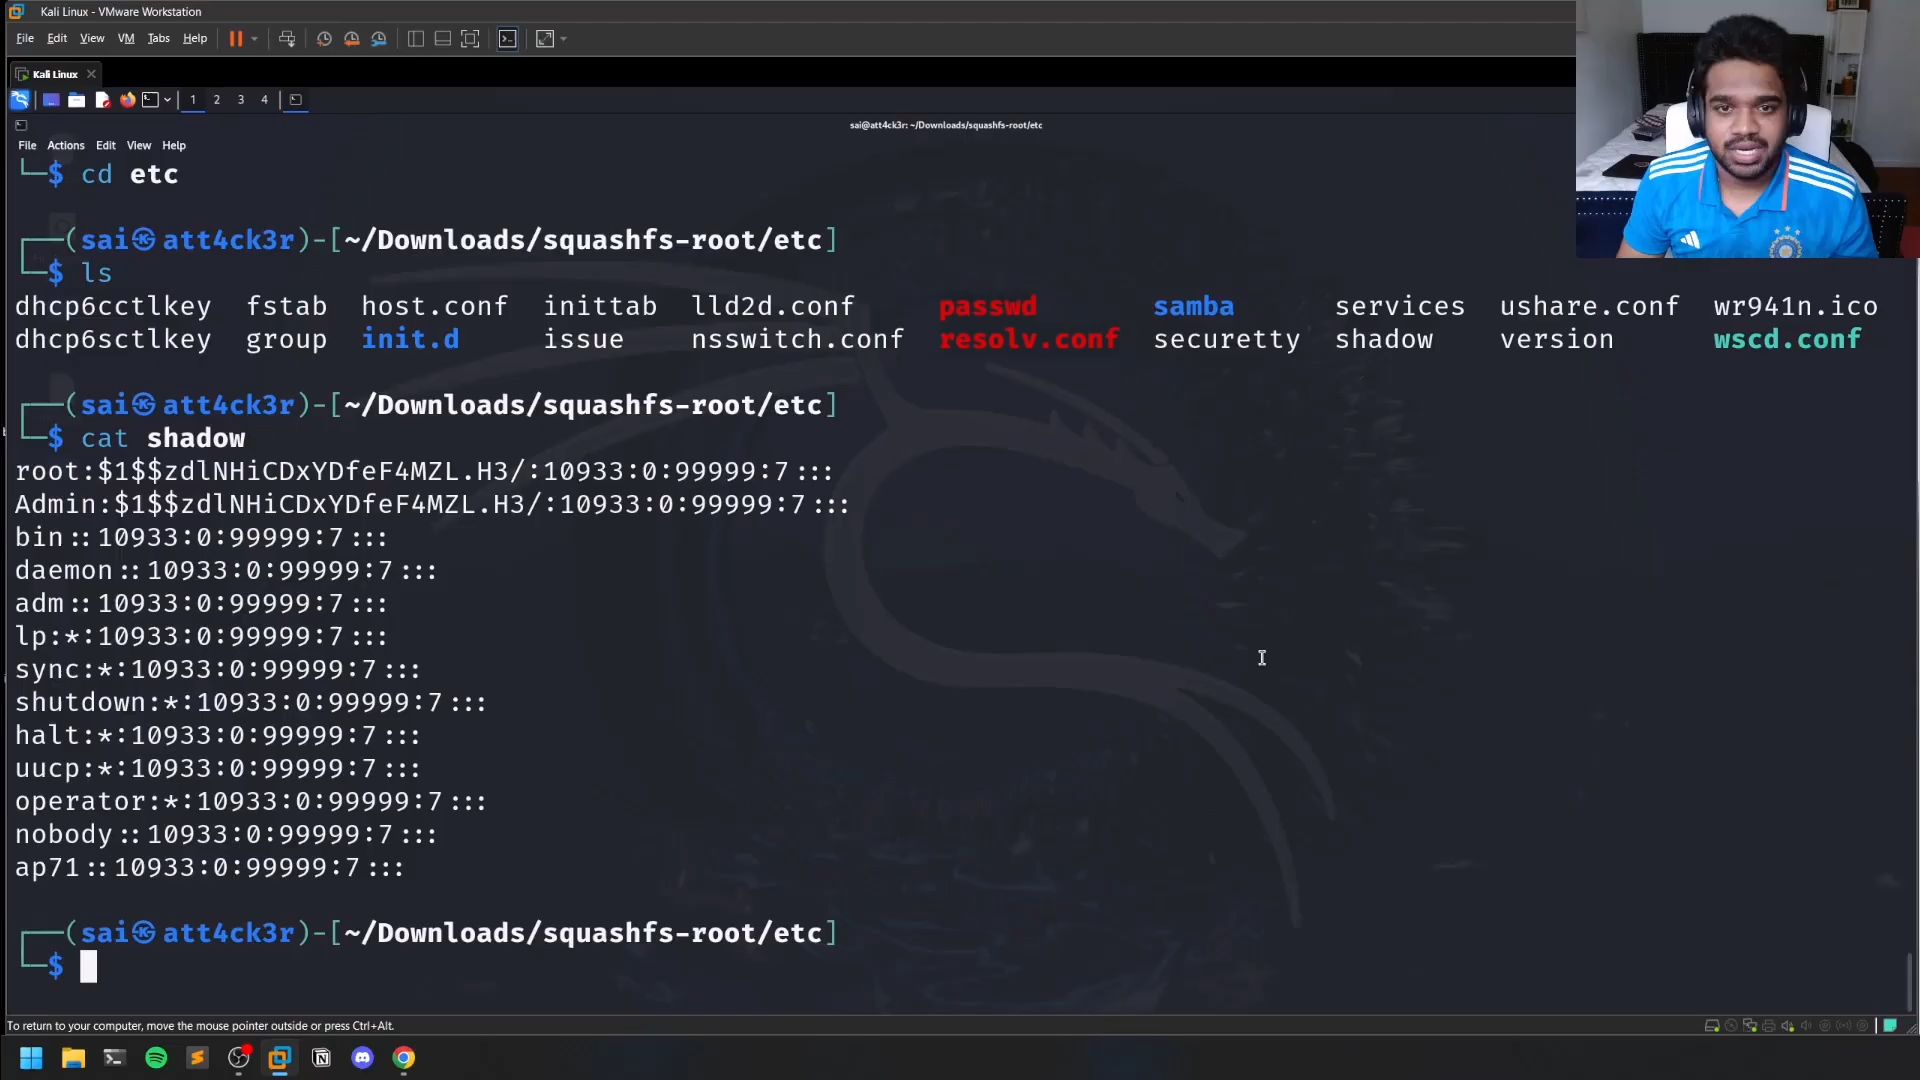 Kali Linux - VMware Workstation
File Edit View VM Tabs Help
Kali Linux
1 2 3 4
sai@att4ck3r: ~/Downloads/squashfs-root/etc
File Actions Edit View Help
└─$ cd etc
┌──(sai㉿att4ck3r)-[~/Downloads/squashfs-root/etc]
└─$ ls
dhcp6cctlkey fstab host.conf inittab lld2d.conf passwd samba services ushare.conf wr941n.ico
dhcp6sctlkey group init.d issue nsswitch.conf resolv.conf securetty shadow version wscd.conf
┌──(sai㉿att4ck3r)-[~/Downloads/squashfs-root/etc]
└─$ cat shadow
root:$1$$zdlNHiCDxYDfeF4MZL.H3/:10933:0:99999:7:::
Admin:$1$$zdlNHiCDxYDfeF4MZL.H3/:10933:0:99999:7:::
bin::10933:0:99999:7:::
daemon::10933:0:99999:7:::
adm::10933:0:99999:7:::
lp:*:10933:0:99999:7:::
sync:*:10933:0:99999:7:::
shutdown:*:10933:0:99999:7:::
halt:*:10933:0:99999:7:::
uucp:*:10933:0:99999:7:::
operator:*:10933:0:99999:7:::
nobody::10933:0:99999:7:::
ap71::10933:0:99999:7:::
┌──(sai㉿att4ck3r)-[~/Downloads/squashfs-root/etc]
└─$
To return to your computer, move the mouse pointer outside or press Ctrl+Alt.